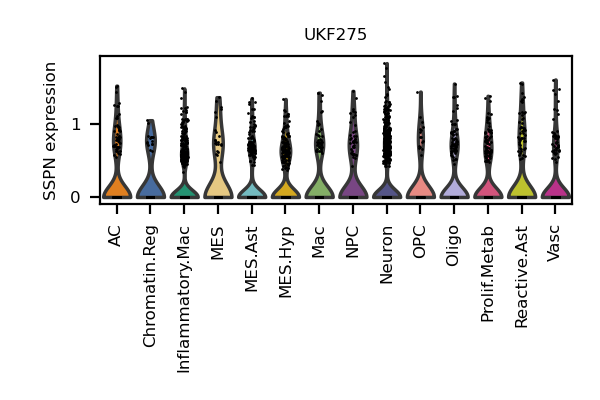 UKF275
SSPN expression
1
0
AC
Chromatin.Reg
Inflammatory.Mac
MES
MES.Ast
MES.Hyp
Mac
NPC
Neuron
OPC
Oligo
Prolif.Metab
Reactive.Ast
Vasc